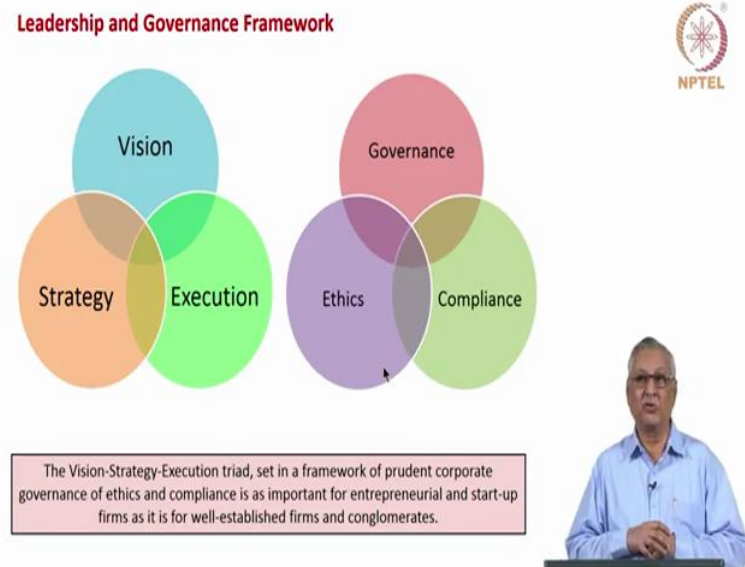 Leadership and Governance Framework
NPTEL
Vision
Strategy
Execution
Governance
Ethics
Compliance
The Vision-Strategy-Execution triad, set in a framework of prudent corporate
governance of ethics and compliance is as important for entrepreneurial and start-up
firms as it is for well-established firms and conglomerates.